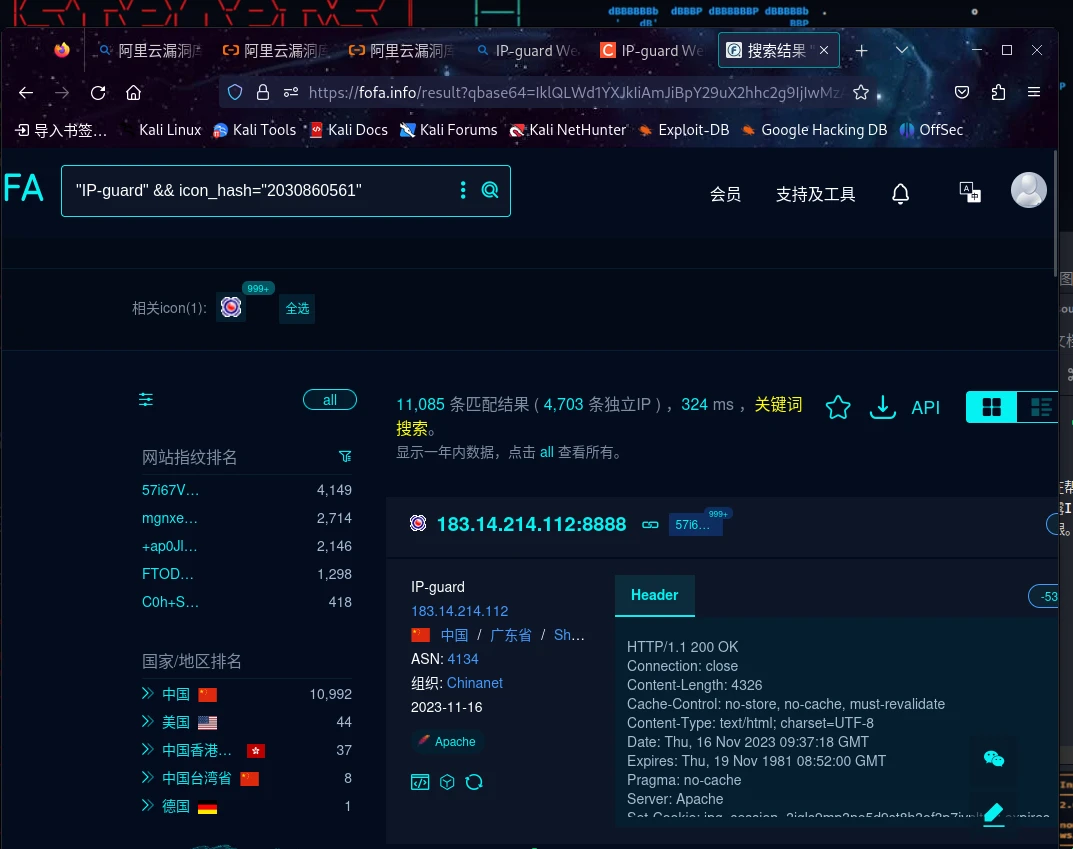 阿里云漏洞库
阿里云漏洞库
阿里云漏洞库
IP-guard We
IP-guard We
搜索结果
https://fofa.info/result?qbase64=IklQLWd1YXJkIiAmJiBpY29uX2hhc2g9IjIwMzA
导入书签…
Kali Linux
Kali Tools
Kali Docs
Kali Forums
Kali NetHunter
Exploit-DB
Google Hacking DB
OffSec
FA
"IP-guard" && icon_hash="2030860561"
会员
支持及工具
相关icon(1):
999+
全选
all
11,085 条匹配结果 ( 4,703 条独立IP ) ，324 ms ，关键词
搜索。
显示一年内数据，点击 all 查看所有。
API
网站指纹排名
57i67V… 4,149
mgnxe… 2,714
+ap0JI… 2,146
FTOD… 1,298
C0h+S… 418
国家/地区排名
中国 10,992
美国 44
中国香港… 37
中国台湾省 8
德国 1
183.14.214.112:8888
57i6…
999+
IP-guard
183.14.214.112
中国 / 广东省 / Sh…
ASN: 4134
组织: Chinanet
2023-11-16
Apache
Header
-53
HTTP/1.1 200 OK
Connection: close
Content-Length: 4326
Cache-Control: no-store, no-cache, must-revalidate
Content-Type: text/html; charset=UTF-8
Date: Thu, 16 Nov 2023 09:37:18 GMT
Expires: Thu, 19 Nov 1981 08:52:00 GMT
Pragma: no-cache
Server: Apache